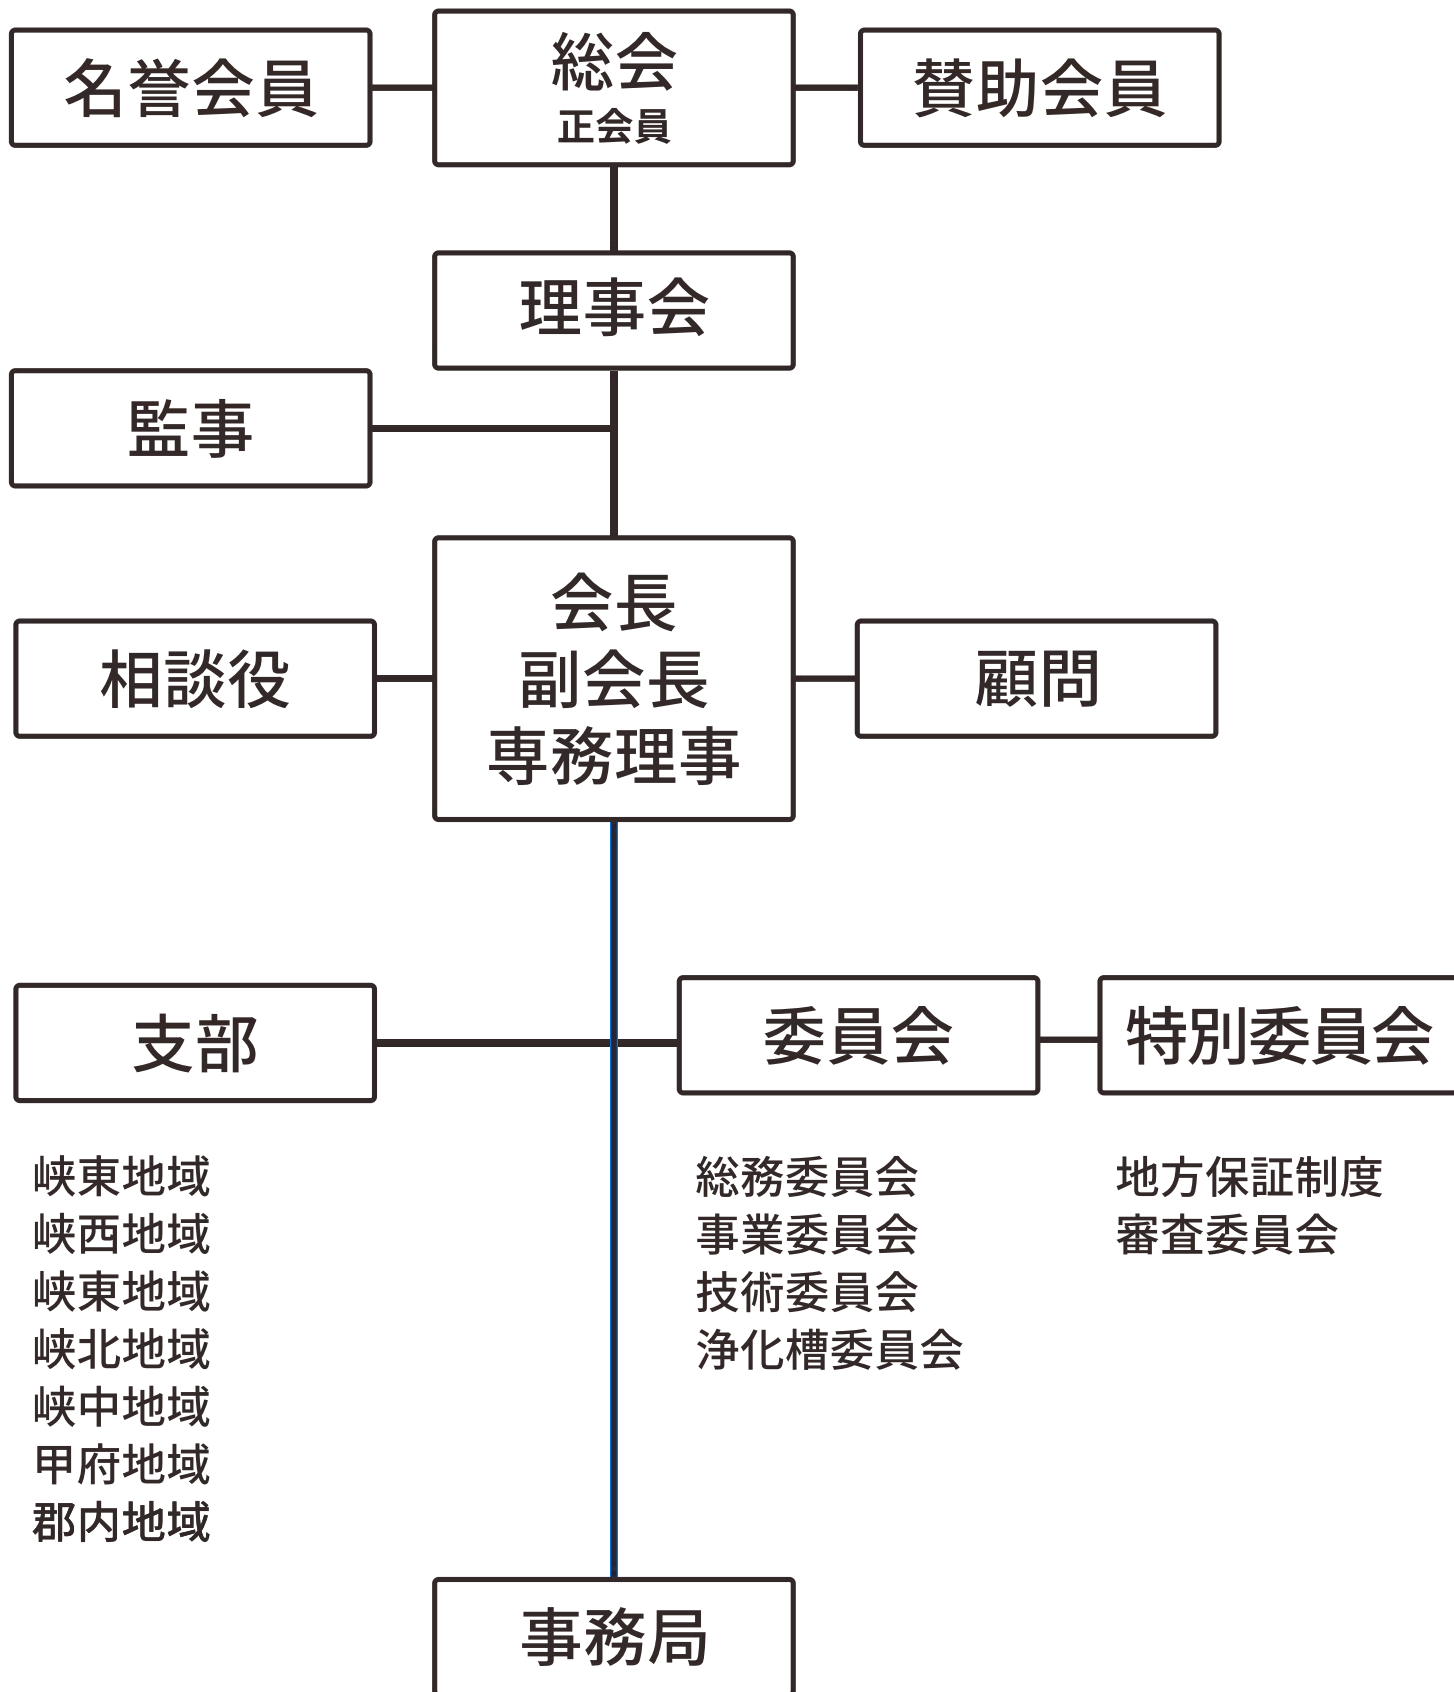 名誉会員
総会
正会員
賛助会員
理事会
監事
会長
副会長
専務理事
相談役
顧問
支部
委員会
特別委員会
峡東地域
峡西地域
峡東地域
峡北地域
峡中地域
甲府地域
郡内地域
総務委員会
事業委員会
技術委員会
浄化槽委員会
地方保証制度
審査委員会
事務局